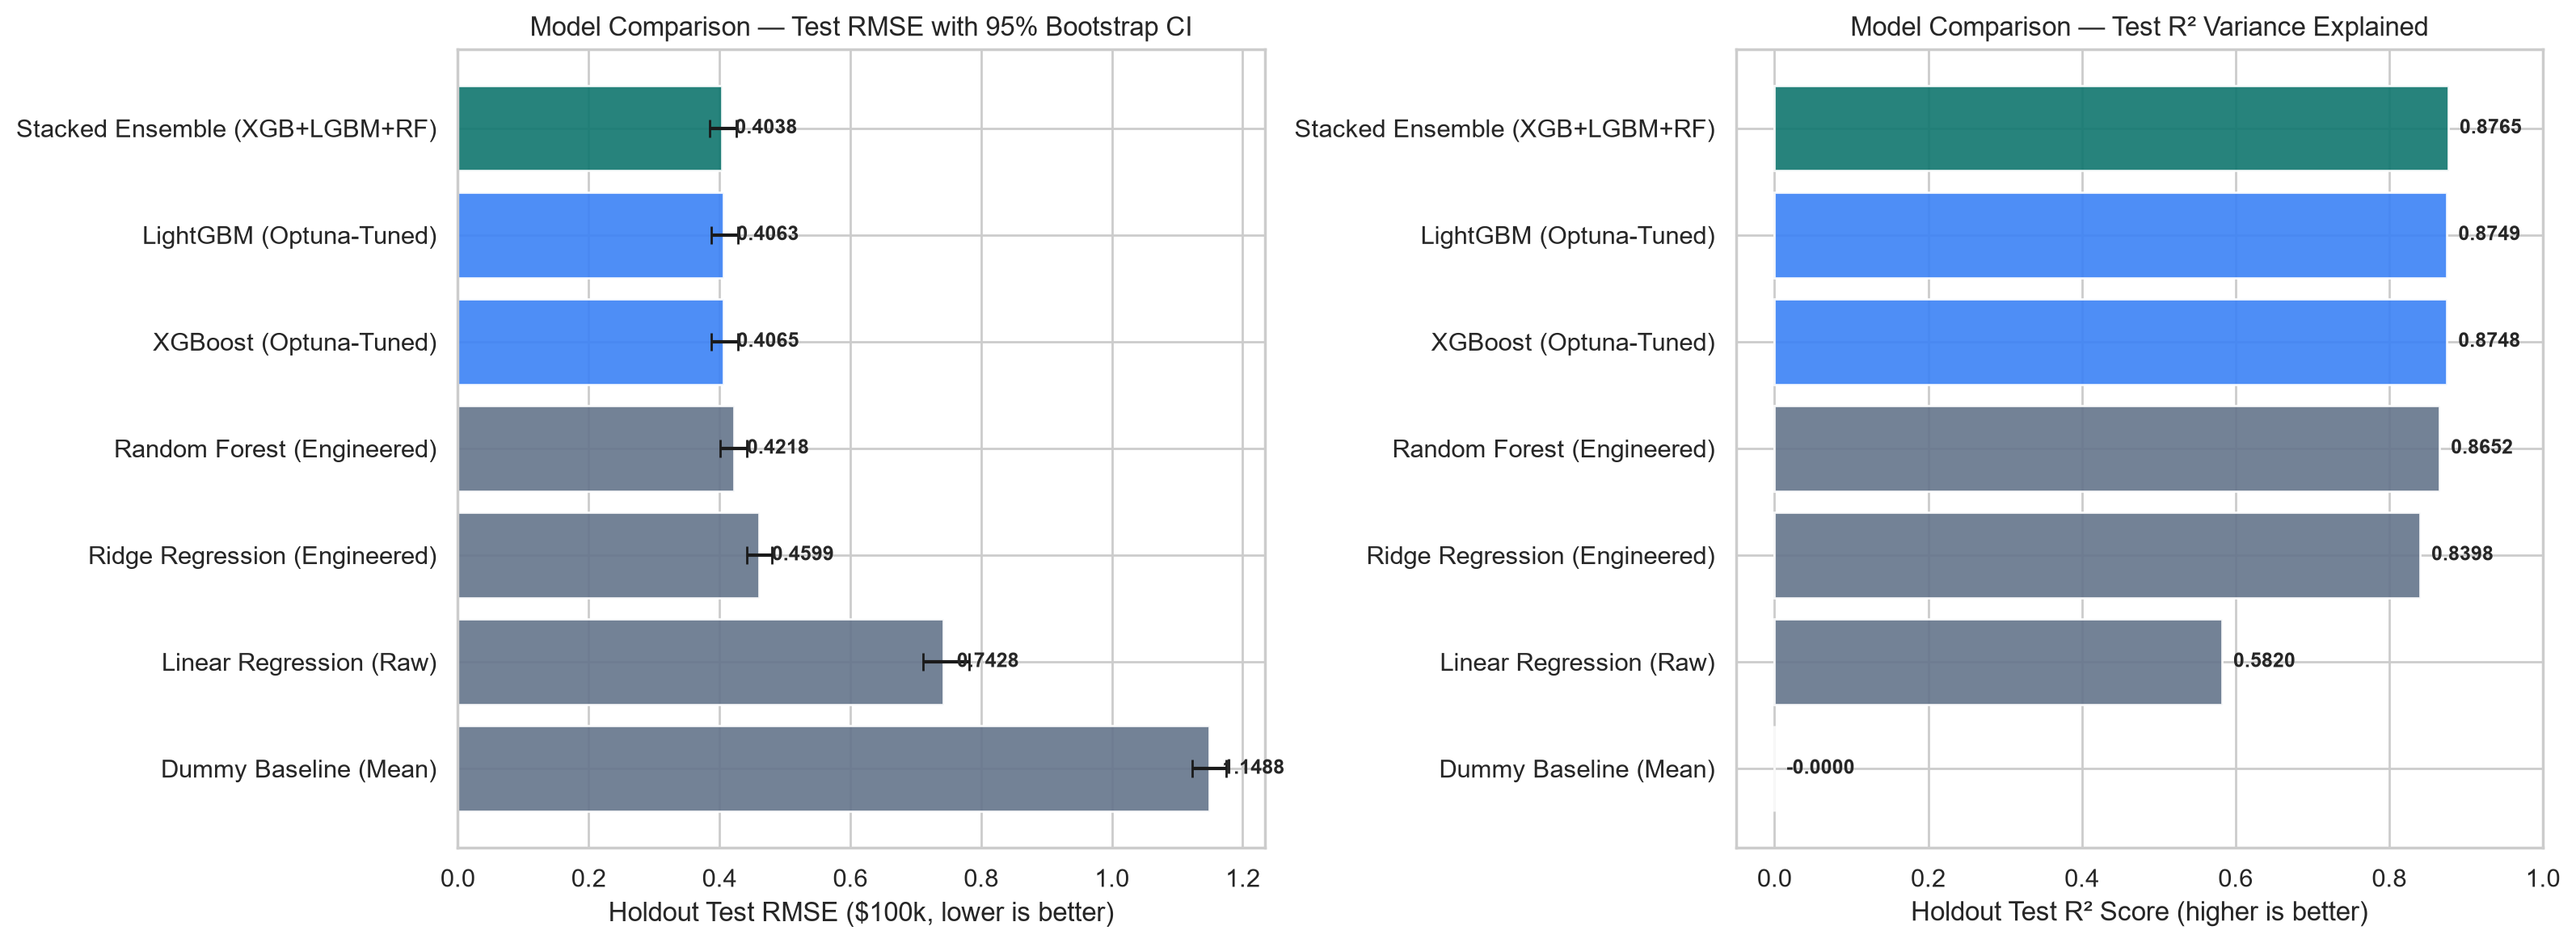 Model Comparison — Test RMSE with 95% Bootstrap CI
Stacked Ensemble (XGB+LGBM+RF)
0.4038
LightGBM (Optuna-Tuned)
0.4063
XGBoost (Optuna-Tuned)
0.4065
Random Forest (Engineered)
0.4218
Ridge Regression (Engineered)
0.4599
Linear Regression (Raw)
0.7428
Dummy Baseline (Mean)
1.1488
0.0 0.2 0.4 0.6 0.8 1.0 1.2
Holdout Test RMSE ($100k, lower is better)
Model Comparison — Test R² Variance Explained
Stacked Ensemble (XGB+LGBM+RF)
0.8765
LightGBM (Optuna-Tuned)
0.8749
XGBoost (Optuna-Tuned)
0.8748
Random Forest (Engineered)
0.8652
Ridge Regression (Engineered)
0.8398
Linear Regression (Raw)
0.5820
Dummy Baseline (Mean)
-0.0000
0.0 0.2 0.4 0.6 0.8 1.0
Holdout Test R² Score (higher is better)